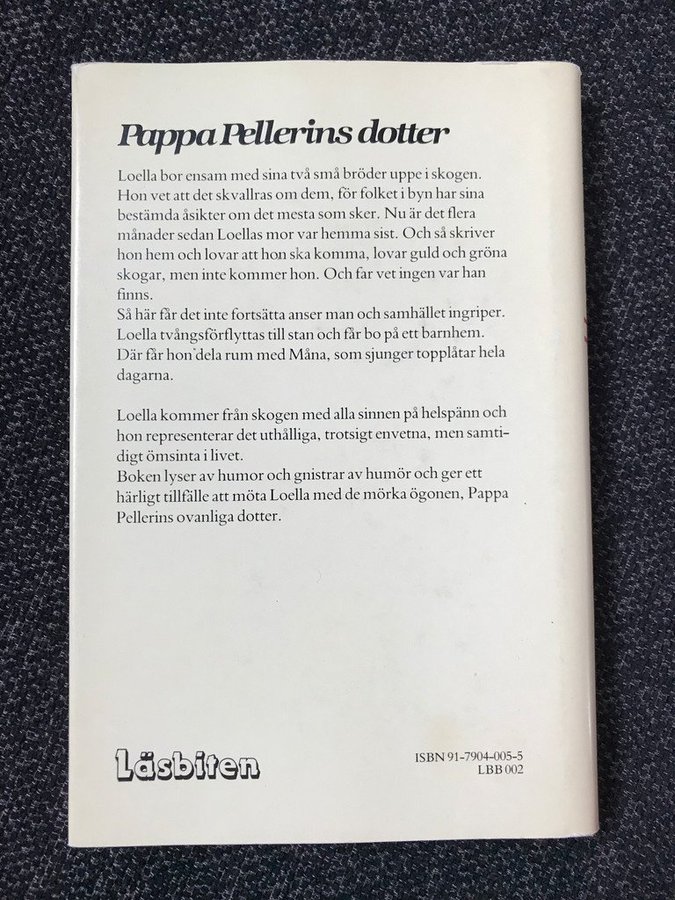 Pappa Pellerins dotter
Loella bor ensam med sina två små bröder uppe i skogen.
Hon vet att det skvallras om dem, för folket i byn har sina
bestämda åsikter om det mesta som sker. Nu är det flera
månader sedan Loellas mor var hemma sist. Och så skriver
hon hem och lovar att hon ska komma, lovar guld och gröna
skogar, men inte kommer hon. Och far vet ingen var han
finns.
Så här får det inte fortsätta anser man och samhället ingriper.
Loella tvångsförflyttas till stan och får bo på ett barnhem.
Där får hon dela rum med Måna, som sjunger topplåtar hela
dagarna.
Loella kommer från skogen med alla sinnen på helspänn och
hon representerar det uthålliga, trotsigt envetna, men samti-
digt ömsinta i livet.
Boken lyser av humor och gnistrar av humör och ger ett
härligt tillfälle att möta Loella med de mörka ögonen, Pappa
Pellerins ovanliga dotter.
Läsbiten
ISBN 91-7904-005-5
LBB 002